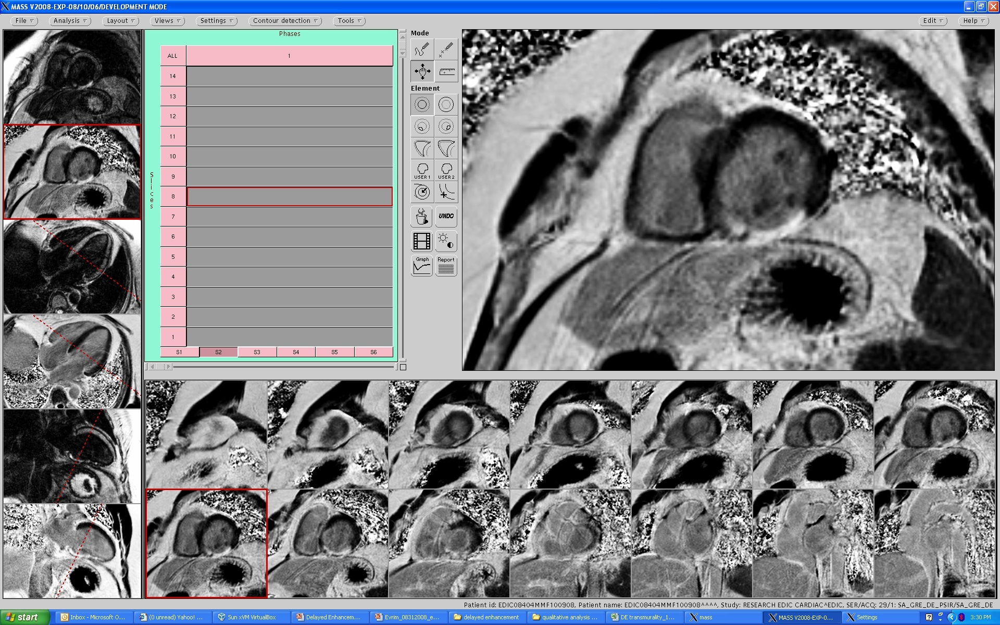 MASS V2008-EXP-08/10/06/DEVELOPMENT MODE
File Analysis Layout Views Settings Contour detection Tools Edit Help
Phases
ALL 1
14
13
12
11
10
9
8
7
6
5
4
3
2
1
Slices
S1 S2 S3 S4 S5 S6
Mode
Element
USER 1 USER 2
UNDO
Graph Report
Patient id: EDIC08404MMF100908, Patient name: EDIC08404MMF100908^^^^, Study: RESEARCH EDIC CARDIAC^EDIC, SER/ACQ: 29/1: SA_GRE_DE_PSIR/SA_GRE_DE
start Inbox - Microsoft O... (0 unread) Yahoo! ... Sun xVM VirtualBox Delayed Enhancem... Evrim_08312008_e... delayed enhancement qualitative analysis ... DE transmurality_1... mass MASS V2008-EXP-0... Settings 3:30 PM